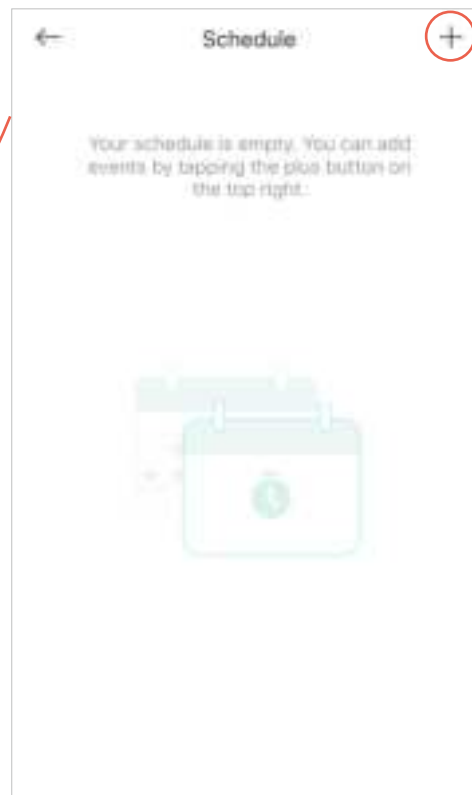 Schedule
Your schedule is empty. You can add
events by tapping the plus button on
the top right.